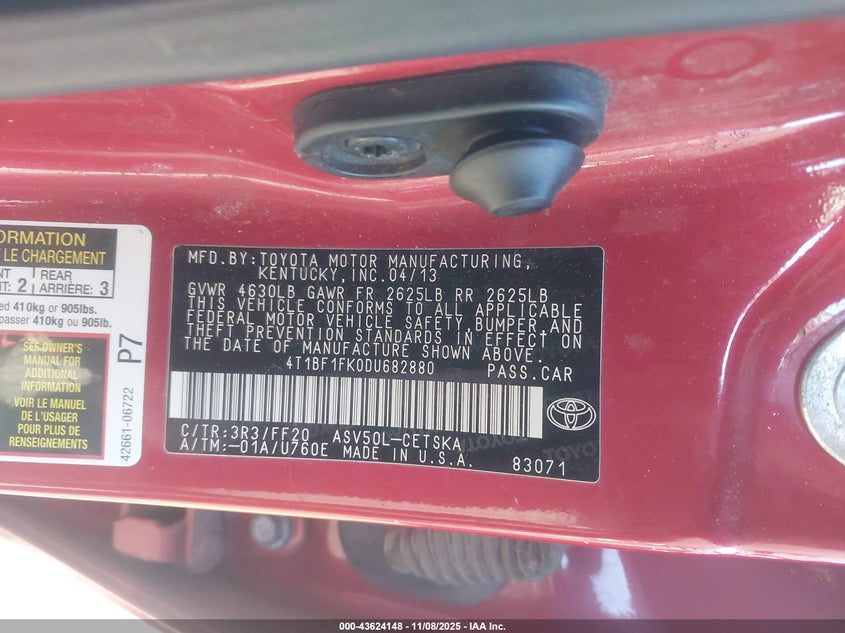 ORMATION
LE CHARGEMENT
NT : 2 REAR ARRIÈRE: 3
ed 410kg or 905lbs.
passer 410kg ou 905lb.
SEE OWNER'S
MANUAL FOR
ADDITIONAL
INFORMATION
VOIR LE MANUEL
DE L'USAGER
POUR PLUS DE
RENSEIGNEMENTS
P7
42661-06722
MFD.BY:TOYOTA MOTOR MANUFACTURING,
KENTUCKY, INC. 04/13
GVWR 4630LB GAWR FR 2625LB RR 2625LB
THIS VEHICLE CONFORMS TO ALL APPLICABLE
FEDERAL MOTOR VEHICLE SAFETY, BUMPER, AND
THEFT PREVENTION STANDARDS IN EFFECT ON
THE DATE OF MANUFACTURE SHOWN ABOVE.
4T1BF1FK0DU682880 PASS.CAR
C/TR:3R3/FF20 ASV50L-CETSKA
A/TM:-01A/U760E MADE IN U.S.A. 83071
000-43624148 - 11/08/2025 - IAA Inc.